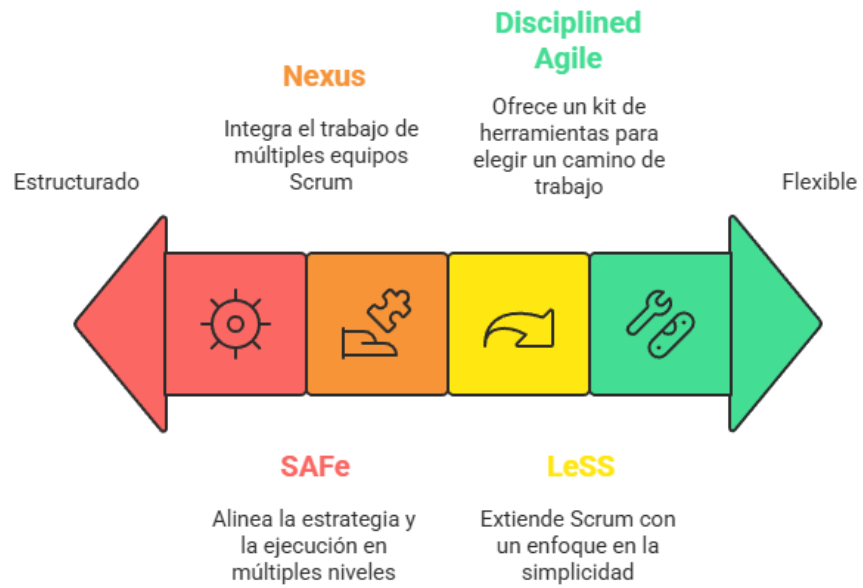 Disciplined
Agile
Nexus
Ofrece un kit de
herramientas para
elegir un camino de
trabajo
Integra el trabajo de
múltiples equipos
Scrum
Estructurado
Flexible
SAFe
Alinea la estrategia y
la ejecución en
múltiples niveles
LeSS
Extiende Scrum con
un enfoque en la
simplicidad